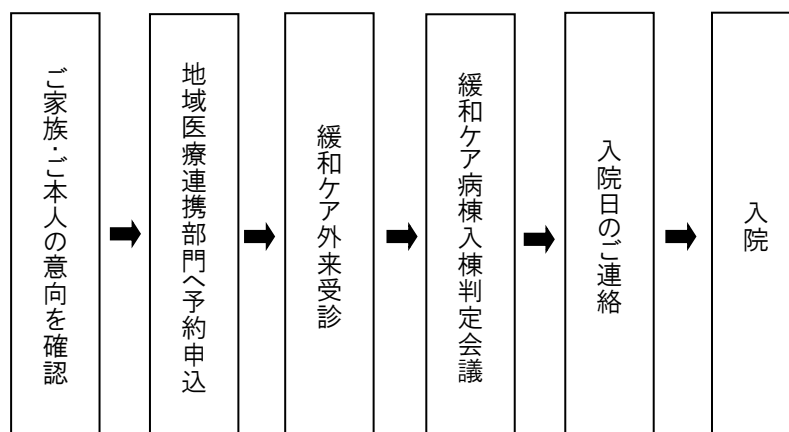 ご家族・ご本人の意向を確認
地域医療連携部門へ予約申込
緩和ケア外来受診
緩和ケア病棟入棟判定会議
入院日のご連絡
入院